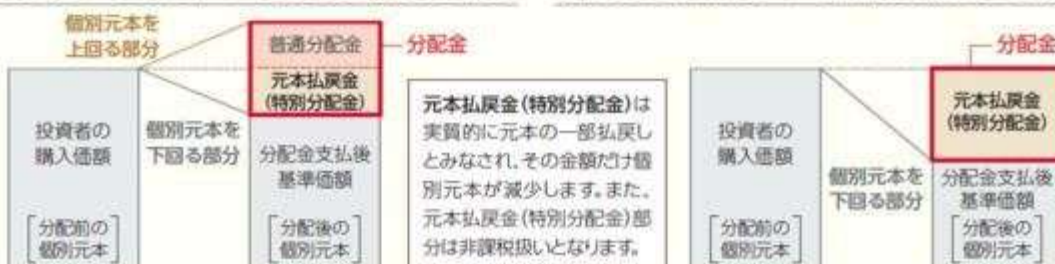 個別元本を
上回る部分
普通分配金
分配金
元本払戻金
(特別分配金)
投資者の
購入価額
個別元本を
下回る部分
分配金支払後
基準価額
[分配前の
個別元本]
[分配後の
個別元本]
元本払戻金(特別分配金)は
実質的に元本の一部払戻し
とみなされ、その金額だけ個
別元本が減少します。また、
元本払戻金(特別分配金)部
分は非課税扱いとなります。
分配金
元本払戻金
(特別分配金)
投資者の
購入価額
個別元本を
下回る部分
分配金支払後
基準価額
[分配前の
個別元本]
[分配後の
個別元本]